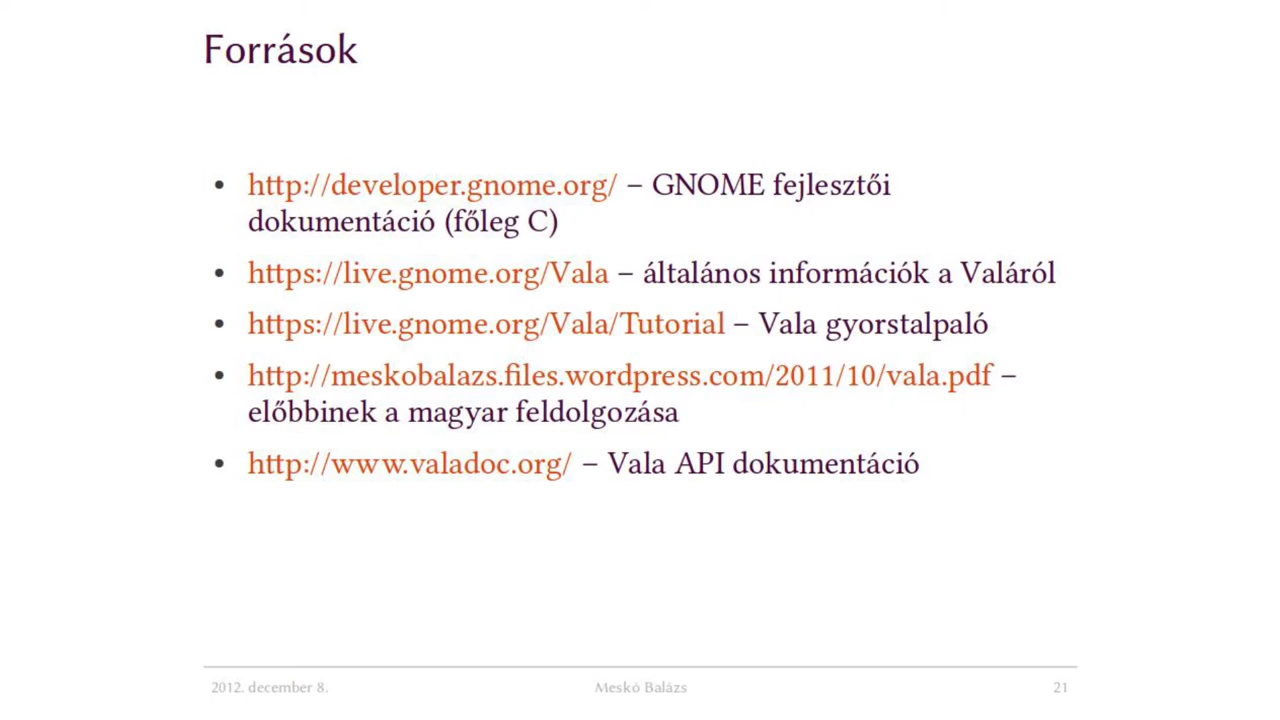 Források
• http://developer.gnome.org/ – GNOME fejlesztői
dokumentáció (főleg C)
• https://live.gnome.org/Vala – általános információk a Valáról
• https://live.gnome.org/Vala/Tutorial – Vala gyorstalpaló
• http://meskobalazs.files.wordpress.com/2011/10/vala.pdf –
előbbinek a magyar feldolgozása
• http://www.valadoc.org/ – Vala API dokumentáció
2012. december 8. Meskó Balázs 21